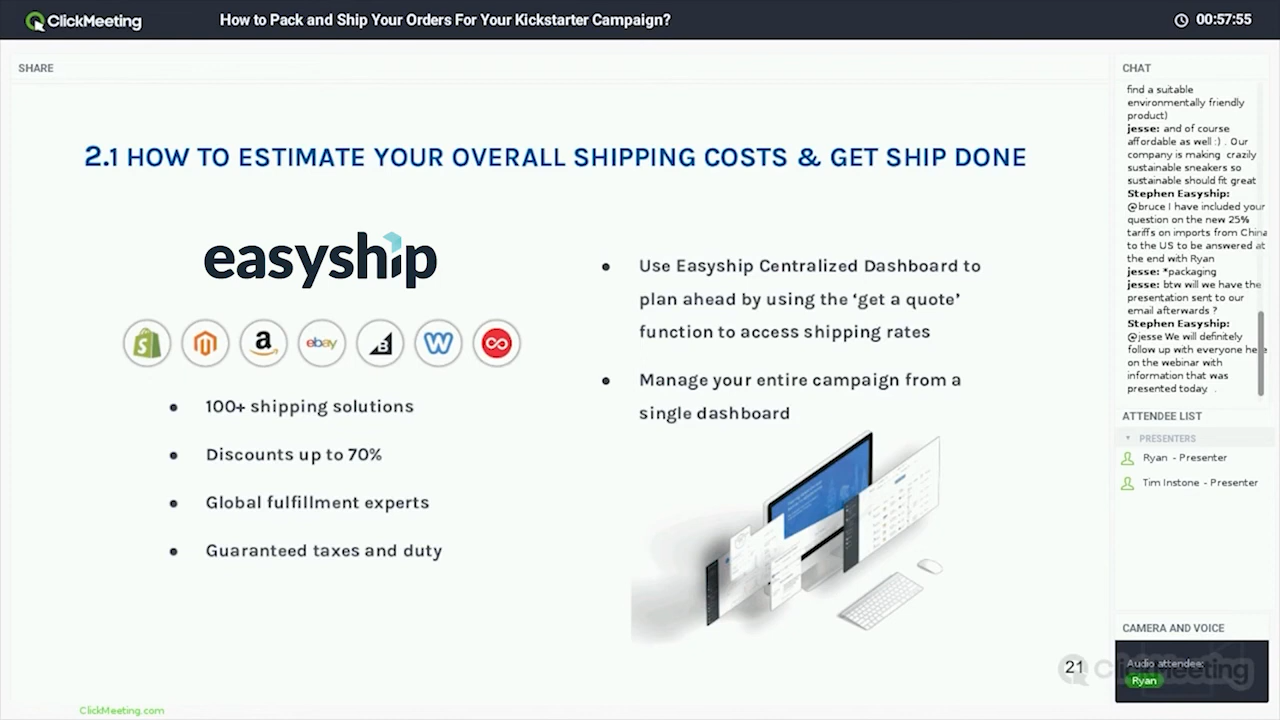 ClickMeeting
How to Pack and Ship Your Orders For Your Kickstarter Campaign?
00:57:55
SHARE
2.1 HOW TO ESTIMATE YOUR OVERALL SHIPPING COSTS & GET SHIP DONE
easyship
a
ebay
B
W
• 100+ shipping solutions
• Discounts up to 70%
• Global fulfillment experts
• Guaranteed taxes and duty
• Use Easyship Centralized Dashboard to
plan ahead by using the ‘get a quote’
function to access shipping rates
• Manage your entire campaign from a
single dashboard
21
ClickMeeting
ClickMeeting.com
CHAT
find a suitable
environmentally friendly
product)
jesse: and of course
affordable as well :) . Our
company is making crazily
sustainable sneakers so
sustainable should fit great
Stephen Easyship:
@bruce I have included your
question on the new 25%
tariffs on imports from China
to the US to be answered at
the end with Ryan
jesse: *packaging
jesse: btw will we have the
presentation sent to our
email afterwards ?
Stephen Easyship:
@jesse We will definitely
follow up with everyone here
on the webinar with
information that was
presented today .
ATTENDEE LIST
PRESENTERS
Ryan - Presenter
Tim Instone - Presenter
CAMERA AND VOICE
Audio attendee:
Ryan